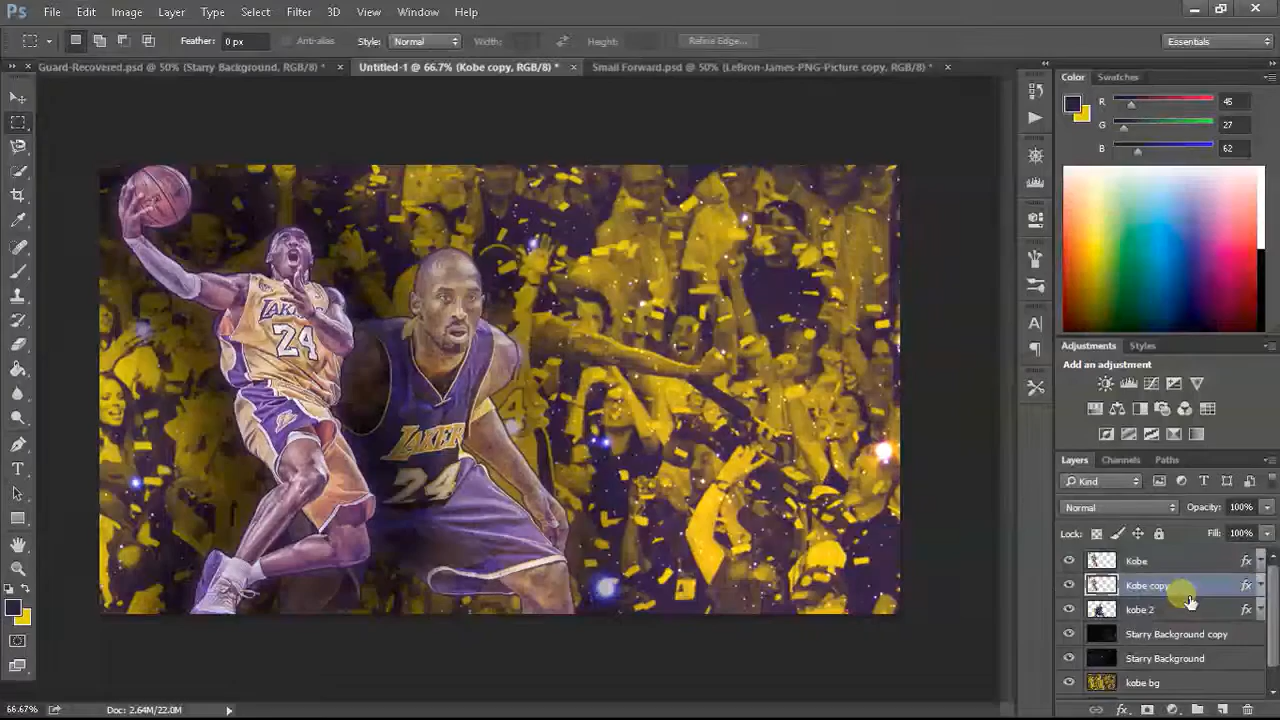 Ps File Edit Image Layer Type Select Filter 3D View Window Help
Feather: 0 px Anti-alias Style: Normal Width: Height: Refine Edge... Essentials
Guard-Recovered.psd @ 50% (Starry Background, RGB/8) * × Untitled-1 @ 66.7% (Kobe copy, RGB/8) * × Small Forward.psd @ 50% (LeBron-James-PNG-Picture copy, RGB/8) * ×
Color Swatches
R 45
G 27
B 62
LAKERS
24
LAKERS
24
Adjustments Styles
Add an adjustment
Layers Channels Paths
Kind
Normal Opacity: 100%
Lock: Fill: 100%
Kobe fx
Kobe copy fx
kobe 2 fx
Starry Background copy
Starry Background
kobe bg
66.67% Doc: 2.64M/22.0M
fx